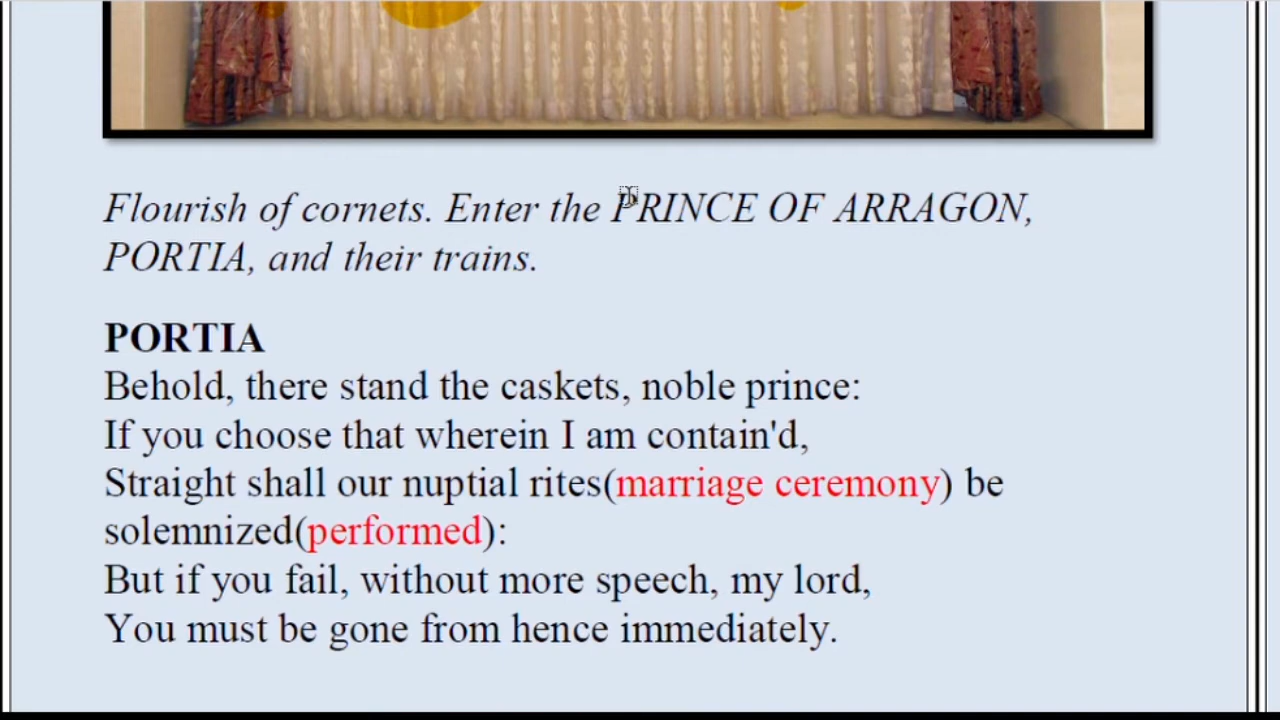 Flourish of cornets. Enter the PRINCE OF ARRAGON,
PORTIA, and their trains.
PORTIA
Behold, there stand the caskets, noble prince:
If you choose that wherein I am contain'd,
Straight shall our nuptial rites(marriage ceremony) be
solemnized(performed):
But if you fail, without more speech, my lord,
You must be gone from hence immediately.